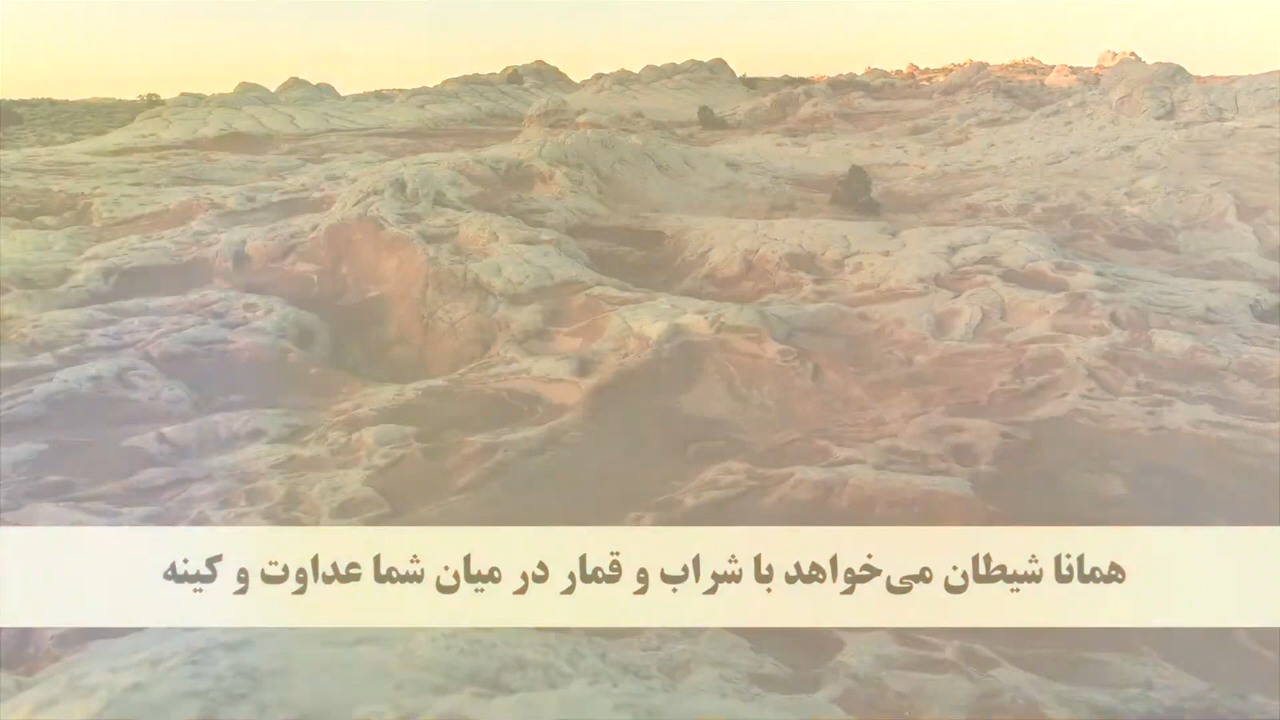 همانا شیطان می‌خواهد با شراب و قمار در میان شما عداوت و کینه